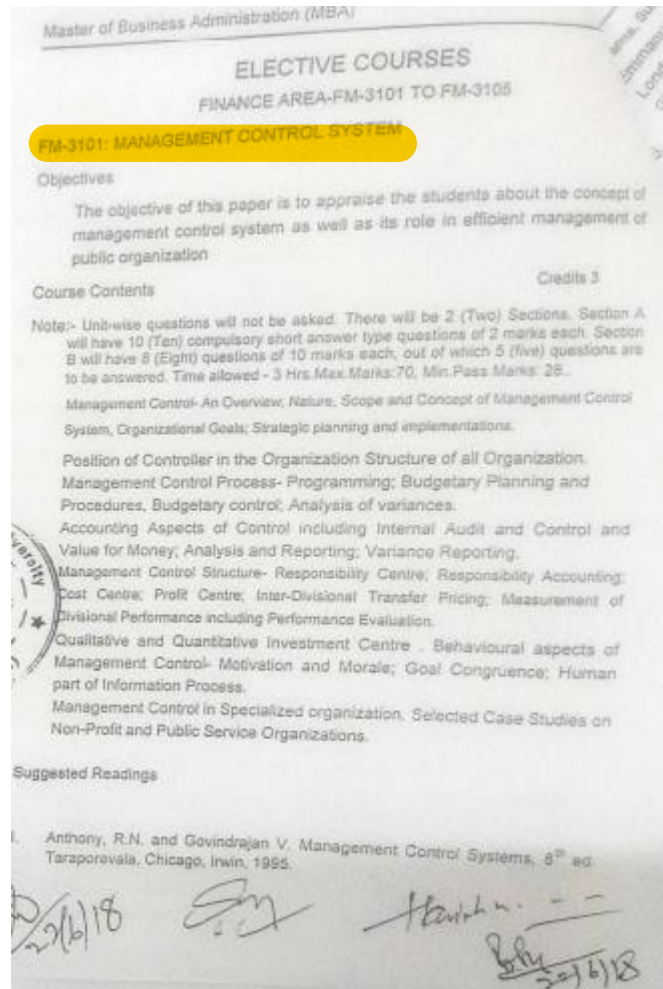 Master of Business Administration (MBA)
ELECTIVE COURSES
FINANCE AREA-FM-3101 TO FM-3105
FM-3101: MANAGEMENT CONTROL SYSTEM
Objectives
The objective of this paper is to appraise the students about the concept of
management control system as well as its role in efficient management of
public organization
Credits 3
Course Contents
Note:- Unit-wise questions will not be asked. There will be 2 (Two) Sections. Section A
will have 10 (Ten) compulsory short answer type questions of 2 marks each. Section
B will have 8 (Eight) questions of 10 marks each, out of which 5 (five) questions are
to be answered. Time allowed - 3 Hrs. Max. Marks:70, Min.Pass Marks: 28.
Management Control- An Overview, Nature, Scope and Concept of Management Control
System, Organizational Goals; Strategic planning and implementations.
Position of Controller in the Organization Structure of all Organization.
Management Control Process- Programming; Budgetary Planning and
Procedures, Budgetary control; Analysis of variances.
Accounting Aspects of Control including Internal Audit and Control and
Value for Money; Analysis and Reporting; Variance Reporting.
Management Control Structure- Responsibility Centre; Responsibility Accounting;
Cost Centre; Profit Centre; Inter-Divisional Transfer Pricing; Measurement of
Divisional Performance including Performance Evaluation.
Qualitative and Quantitative Investment Centre . Behavioural aspects of
Management Control- Motivation and Morale; Goal Congruence; Human
part of Information Process.
Management Control in Specialized organization, Selected Case Studies on
Non-Profit and Public Service Organizations.
Suggested Readings
Anthony, R.N. and Govindrajan V. Management Control Systems, 8th ed.
Taraporevala, Chicago, Irwin, 1995.
22/6/18
22/6/18